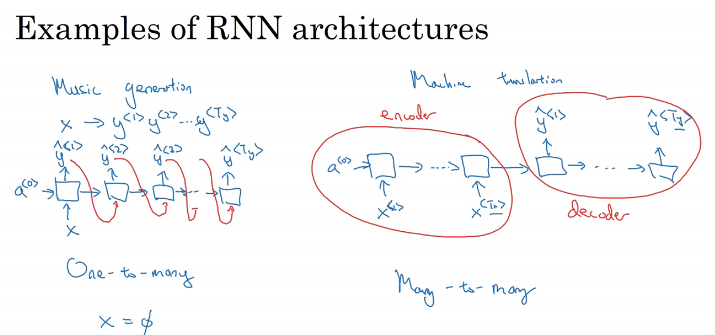 Examples of RNN architectures
Music generation
x → y<1> y<2> ... y<Ty>
ŷ<1> ŷ<2> ŷ<3> ŷ<Ty>
a<0> → → → ... →
x
One-to-many
x = ∅
Machine translation
encoder
ŷ<1> ŷ<Ty>
a<0> → → ... → → → ... →
x<1> x<Tx>
decoder
Many-to-many